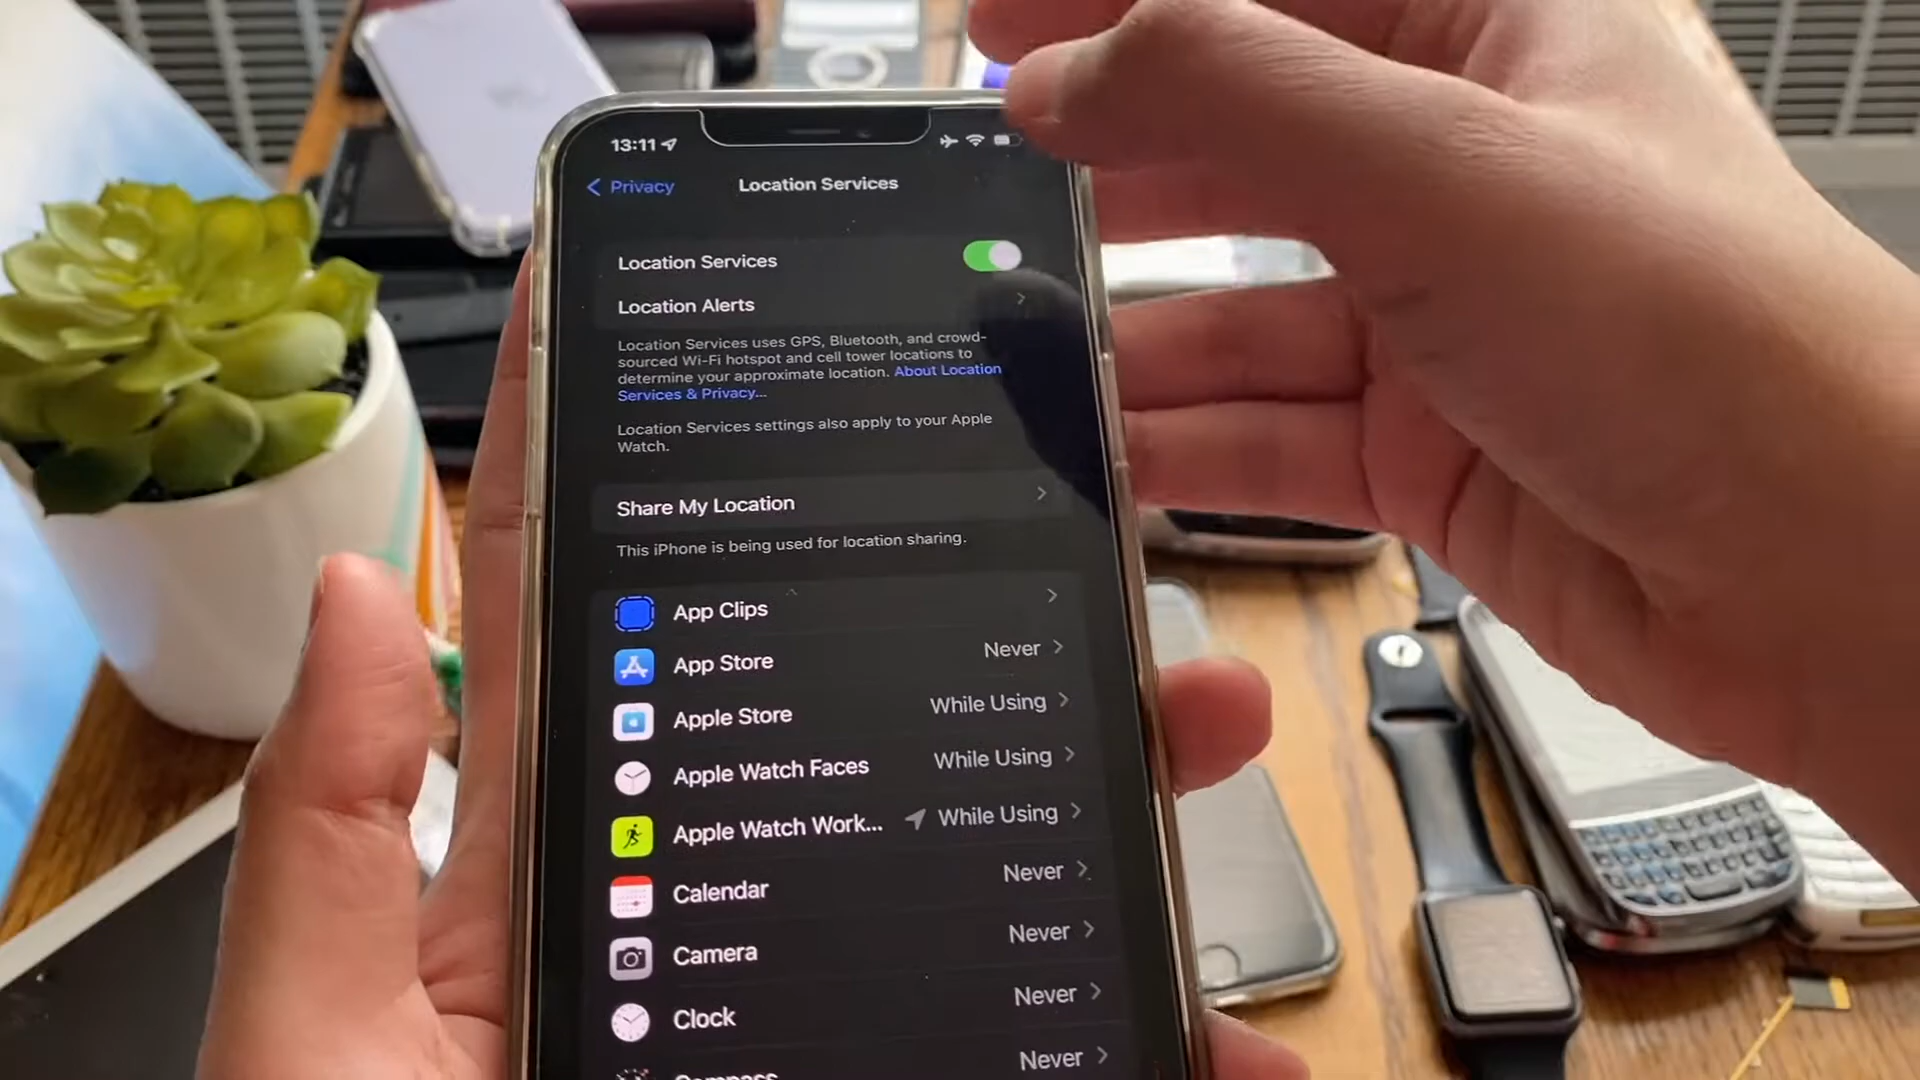 13:11
Privacy
Location Services
Location Services
Location Alerts
Location Services uses GPS, Bluetooth, and crowd-
sourced Wi-Fi hotspot and cell tower locations to
determine your approximate location. About Location
Services & Privacy...
Location Services settings also apply to your Apple
Watch.
Share My Location
This iPhone is being used for location sharing.
App Clips
App Store Never
Apple Store While Using
Apple Watch Faces While Using
Apple Watch Work... While Using
Calendar Never
Camera Never
Clock Never
Compass Never